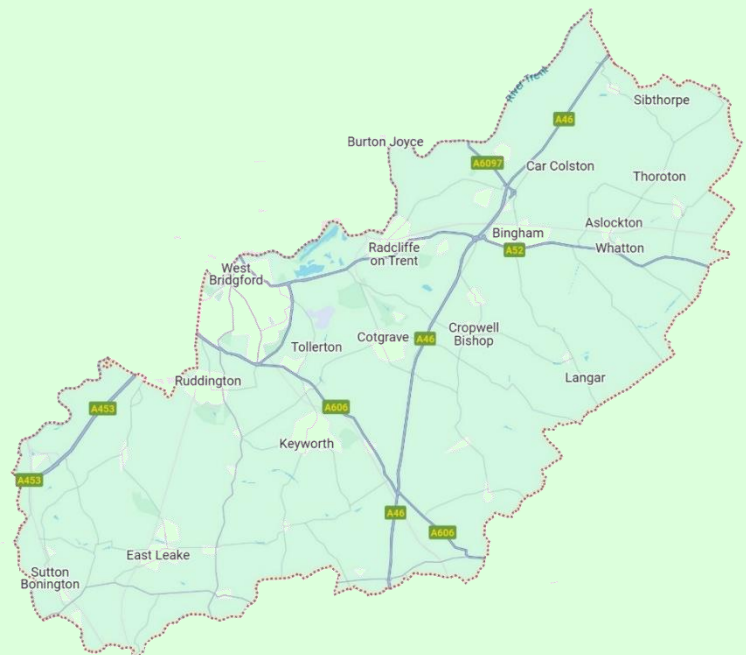 River Trent
Sibthorpe
A46
Burton Joyce
A6097
Car Colston
Thoroton
Aslockton
Bingham
Radcliffe
on Trent
A52
Whatton
West
Bridgford
Cropwell
Bishop
Cotgrave
A46
Tollerton
Langar
Ruddington
A606
A453
Keyworth
A453
A46
A606
East Leake
Sutton
Bonington